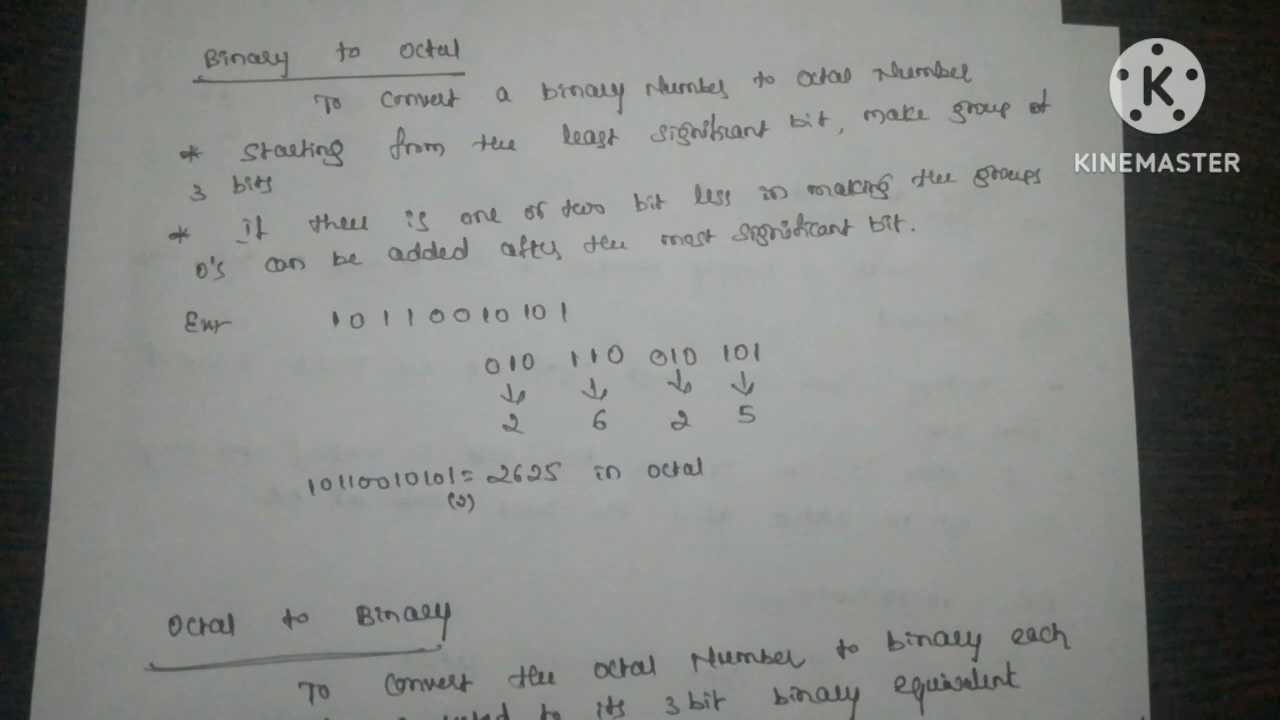 Binary to Octal
To convert a binary Number to Octal Number
* Starting from the least significant bit, make group of
3 bits
* if there is one or two bit less in making the groups
0's can be added after the most significant bit.
10110010101
010 110 010 101
↓ ↓ ↓ ↓
2 6 2 5
10110010101 = 2625 in octal
(2)
Octal to Binary
To convert the octal Number to binary each
to its 3 bit binary equivalent
KINEMASTER